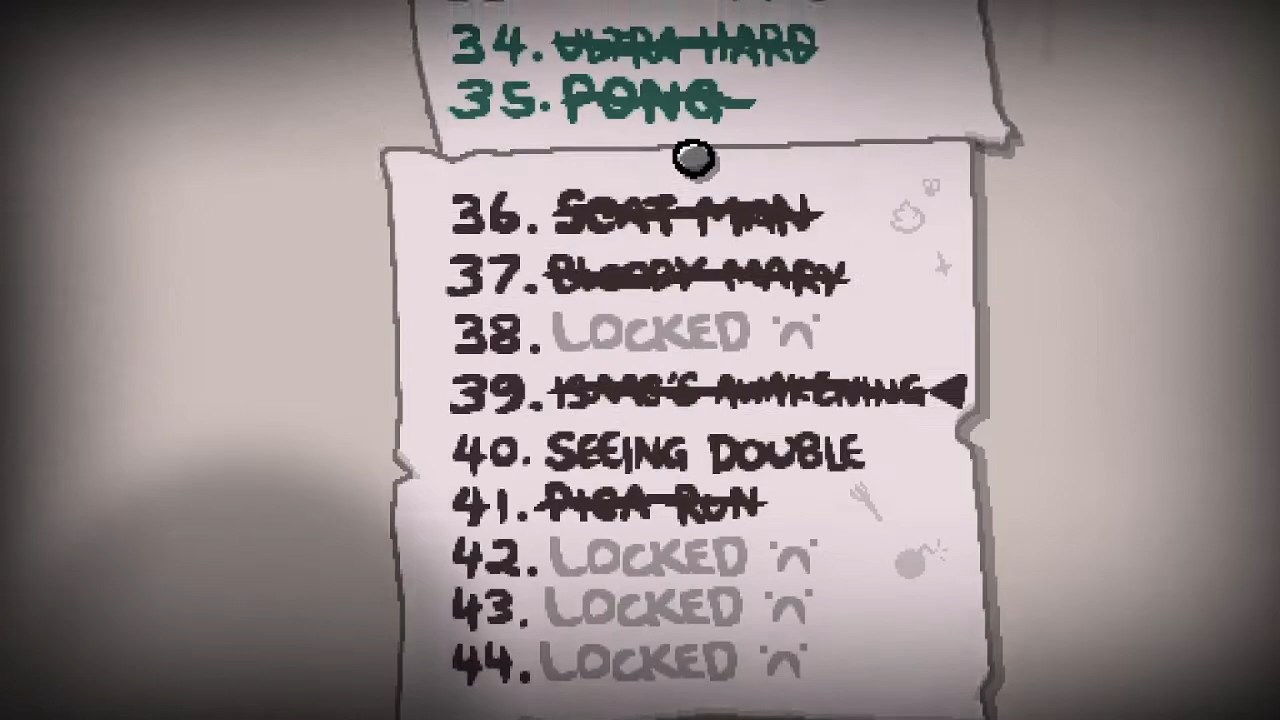 34. ULTRA HARD
35. PONG
36. SCAT MAN
37. BLOODY MARY
38. LOCKED
39. ISAAC'S AWAKENING
40. SEEING DOUBLE
41. PICA RUN
42. LOCKED
43. LOCKED
44. LOCKED